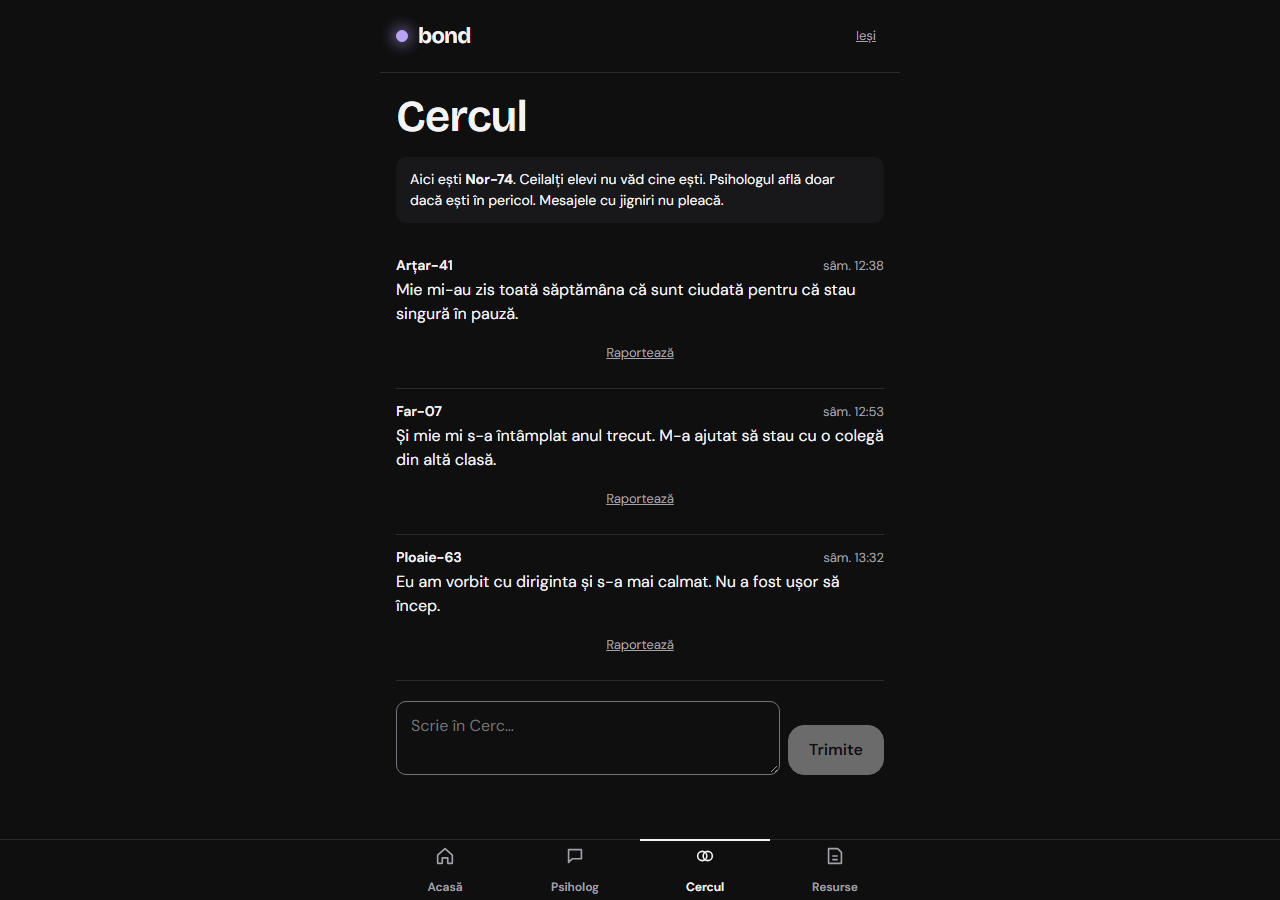 bond
Ieși
Cercul
Aici ești Nor-74. Ceilalți elevi nu văd cine ești. Psihologul află doar
dacă ești în pericol. Mesajele cu jigniri nu pleacă.
Arțar-41
sâm. 12:38
Mie mi-au zis toată săptămâna că sunt ciudată pentru că stau
singură în pauză.
Raportează
Far-07
sâm. 12:53
Și mie mi s-a întâmplat anul trecut. M-a ajutat să stau cu o colegă
din altă clasă.
Raportează
Ploaie-63
sâm. 13:32
Eu am vorbit cu diriginta și s-a mai calmat. Nu a fost ușor să
încep.
Raportează
Scrie în Cerc...
Trimite
Acasă
Psiholog
Cercul
Resurse